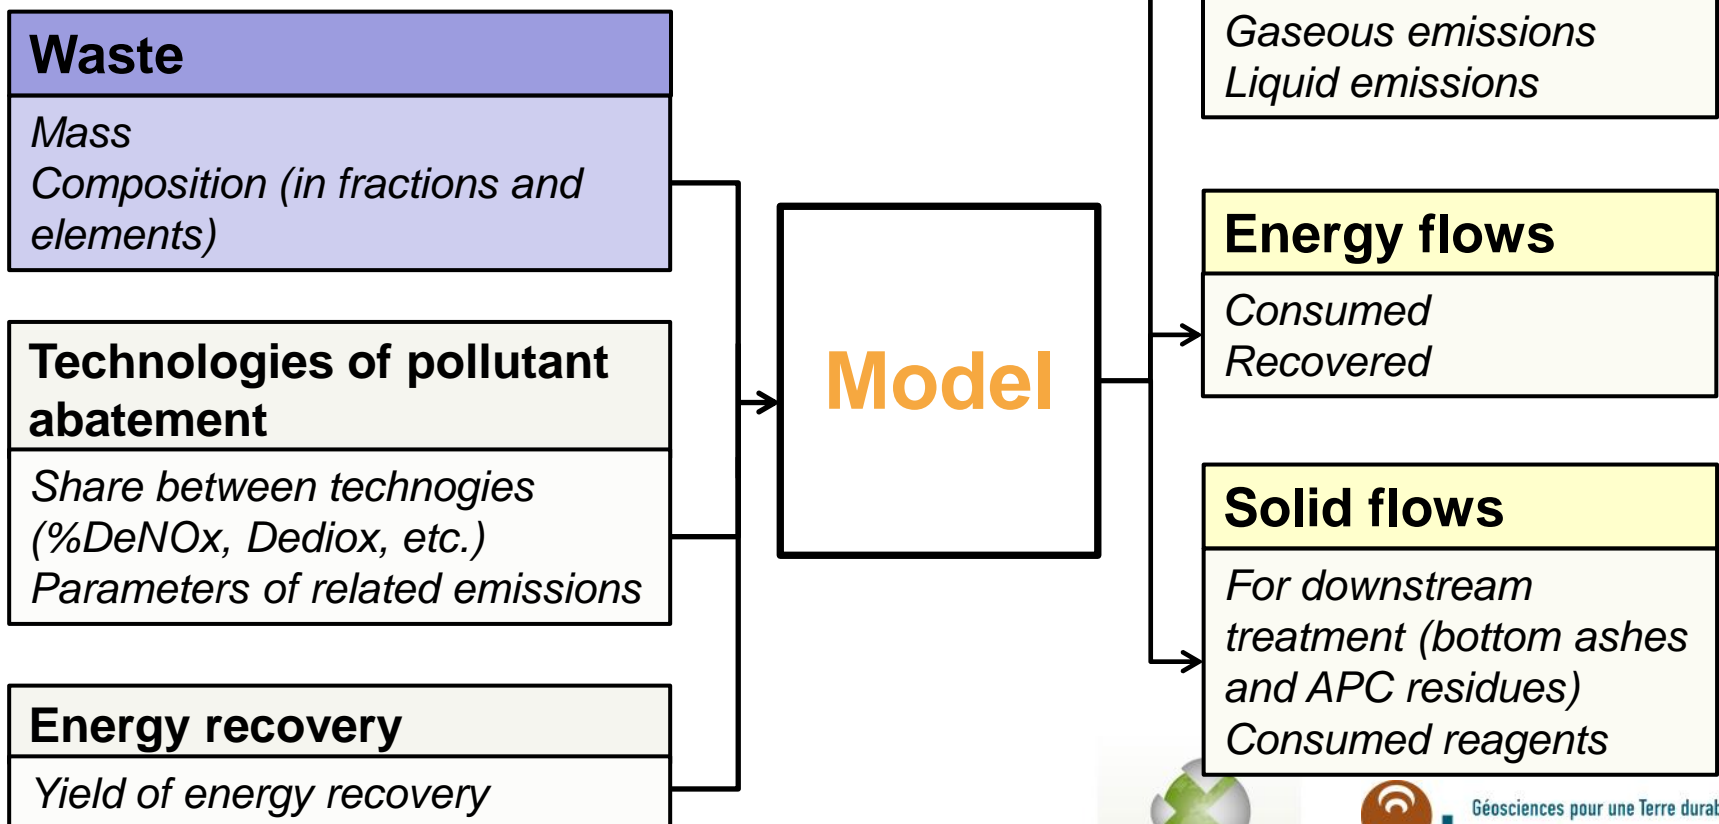 Waste
Mass
Composition (in fractions and
elements)
Technologies of pollutant
abatement
Share between technogies
(%DeNOx, Dediox, etc.)
Parameters of related emissions
Energy recovery
Yield of energy recovery
Model
Gaseous emissions
Liquid emissions
Energy flows
Consumed
Recovered
Solid flows
For downstream
treatment (bottom ashes
and APC residues)
Consumed reagents
Géosciences pour une Terre durab